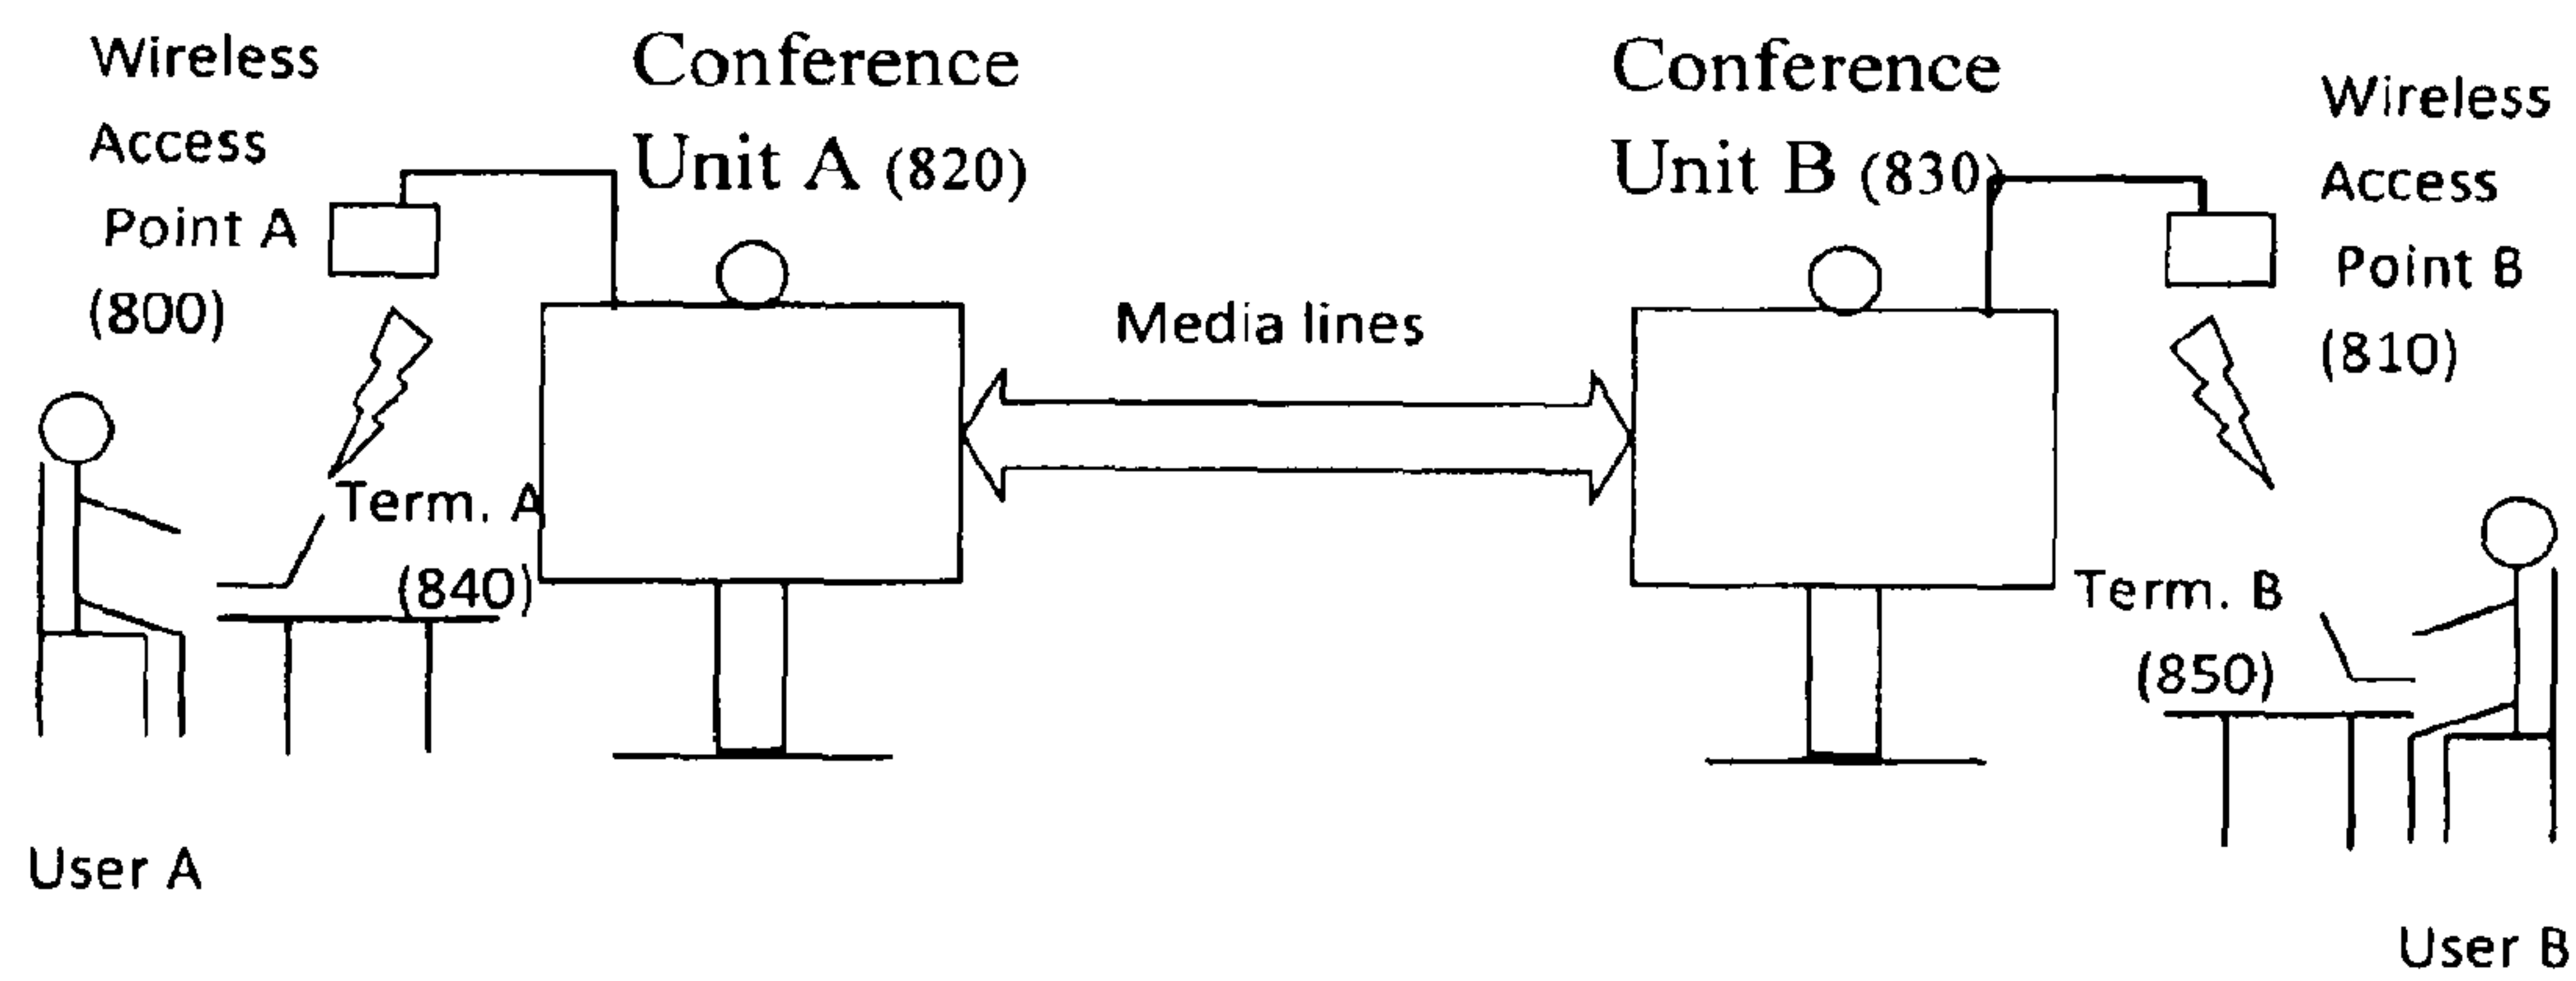 Wireless
Access
Point A
(800)
Conference
Unit A (820)
Conference
Unit B (830)
Wireless
Access
Point B
(810)
Media lines
Term. A
(840)
Term. B
(850)
User A
User B